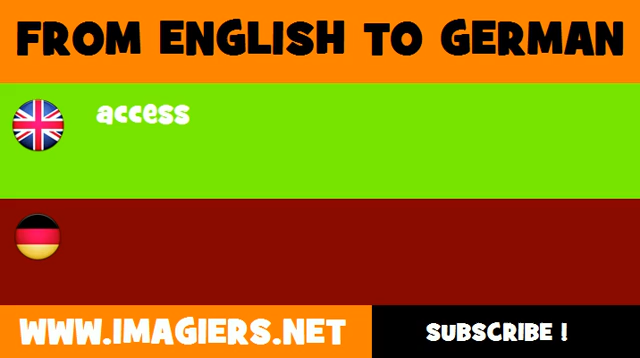 FROM ENGLISH TO GERMAN
access
WWW.IMAGIERS.NET
SUBSCRIBE !